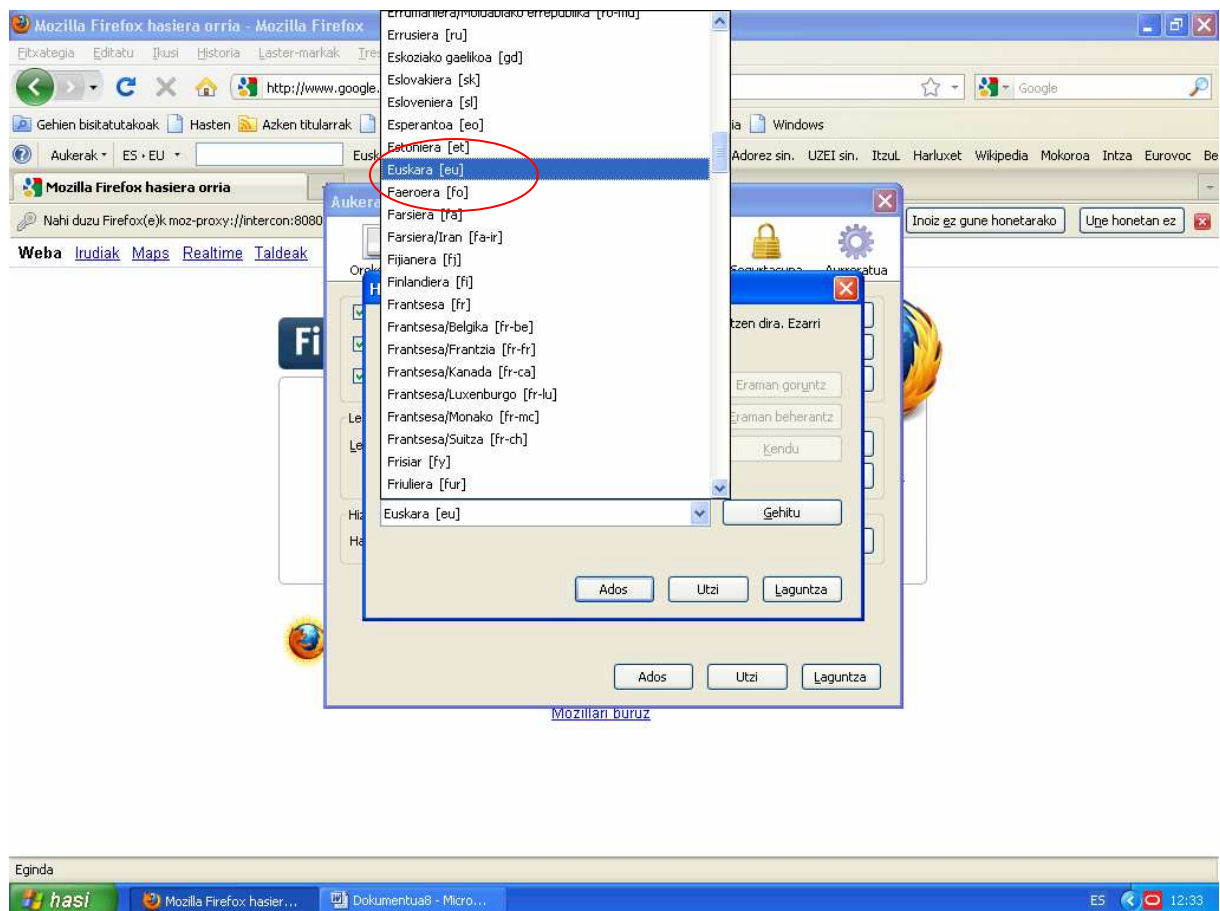 Mozilla Firefox hasiera orria - Mozilla Firefox
Fitxategia Editatu Ikusi Historia Laster-markak
http://www.google.
Google
Gehien bisitatutakoak Hasten Azken titularrak Windows
Aukerak ES · EU Adorez sin. UZEI sin. ItzuL Harluxet Wikipedia Mokoroa Intza Eurovoc
Mozilla Firefox hasiera orria
Nahi duzu Firefox(e)k moz-proxy://intercon:8080
Inoiz ez gune honetarako Une honetan ez
Weba Irudiak Maps Realtime Taldeak
Errumaniera/Moldabiako errepublika [ro-md]
Errusiera [ru]
Eskoziako gaelikoa [gd]
Eslovakiera [sk]
Esloveniera [sl]
Esperantoa [eo]
Estoniera [et]
Euskara [eu]
Faeroera [fo]
Farsiera [fa]
Farsiera/Iran [fa-ir]
Fijianera [fj]
Finlandiera [fi]
Frantsesa [fr]
Frantsesa/Belgika [fr-be]
Frantsesa/Frantzia [fr-fr]
Frantsesa/Kanada [fr-ca]
Frantsesa/Luxenburgo [fr-lu]
Frantsesa/Monako [fr-mc]
Frantsesa/Suitza [fr-ch]
Frisiar [fy]
Friuliera [fur]
Euskara [eu]
Segurtasuna Aurreratua
tzen dira. Ezarri
Eraman goruntz
Eraman beherantz
Kendu
Gehitu
Ados Utzi Laguntza
Ados Utzi Laguntza
Mozillari buruz
Eginda
hasi Mozilla Firefox hasier... Dokumentua8 - Micro... ES 12:33